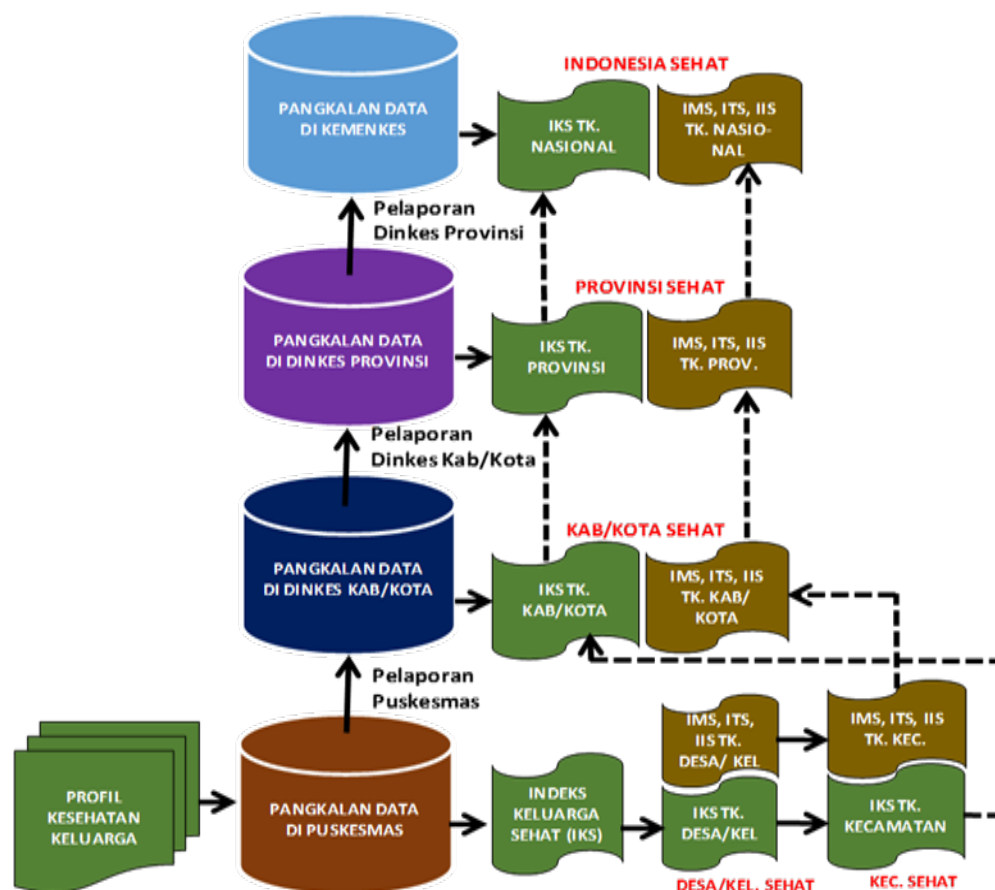 INDONESIA SEHAT
PANGKALAN DATA
DI KEMENKES
IKS TK.
NASIONAL
IMS, ITS, IIS
TK. NASIO-
NAL
Pelaporan
Dinkes Provinsi
PROVINSI SEHAT
PANGKALAN DATA
DI DINKES PROVINSI
IKS TK.
PROVINSI
IMS, ITS, IIS
TK. PROV.
Pelaporan
Dinkes Kab/Kota
KAB/KOTA SEHAT
PANGKALAN DATA
DI DINKES KAB/KOTA
IKS TK.
KAB/KOTA
IMS, ITS, IIS
TK. KAB/
KOTA
Pelaporan
Puskesmas
IMS, ITS,
IIS TK.
DESA/ KEL
IMS, ITS, IIS
TK. KEC.
PROFIL
KESEHATAN
KELUARGA
PANGKALAN DATA
DI PUSKESMAS
INDEKS
KELUARGA
SEHAT (IKS)
IKS TK.
DESA/KEL
IKS TK.
KECAMATAN
DESA/KEL. SEHAT
KEC. SEHAT